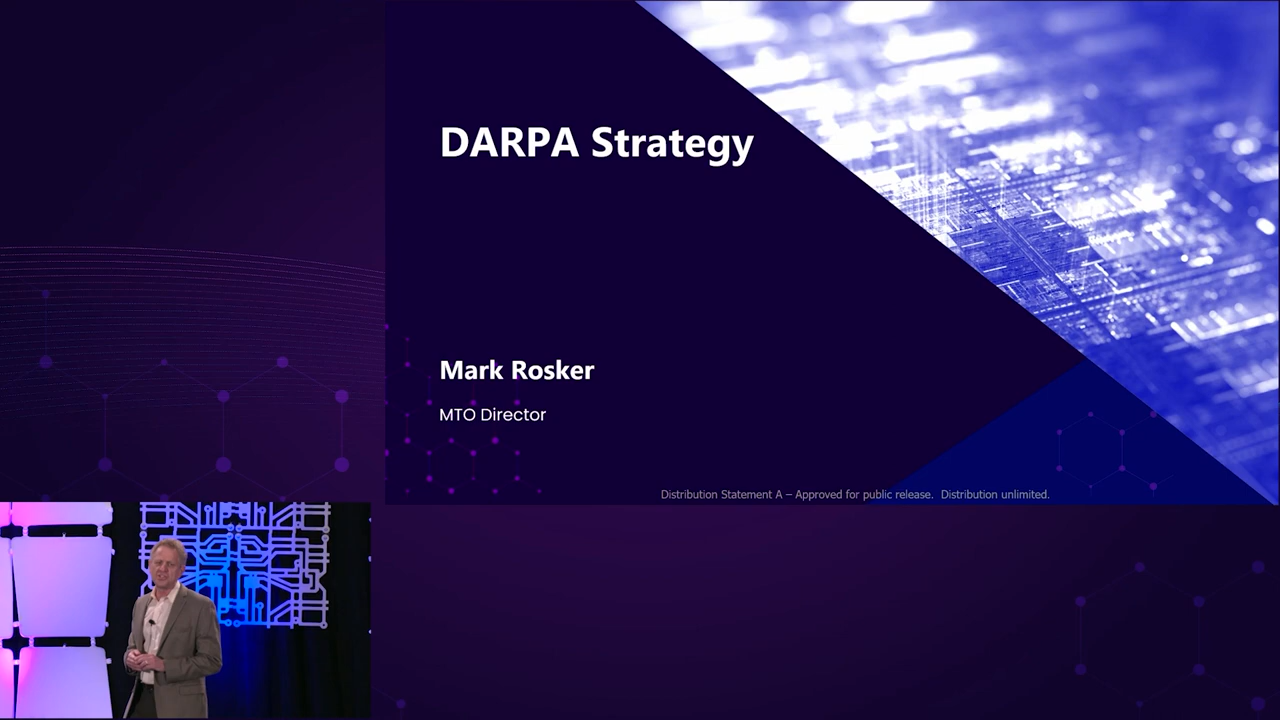 DARPA Strategy
Mark Rosker
MTO Director
Distribution Statement A – Approved for public release. Distribution unlimited.